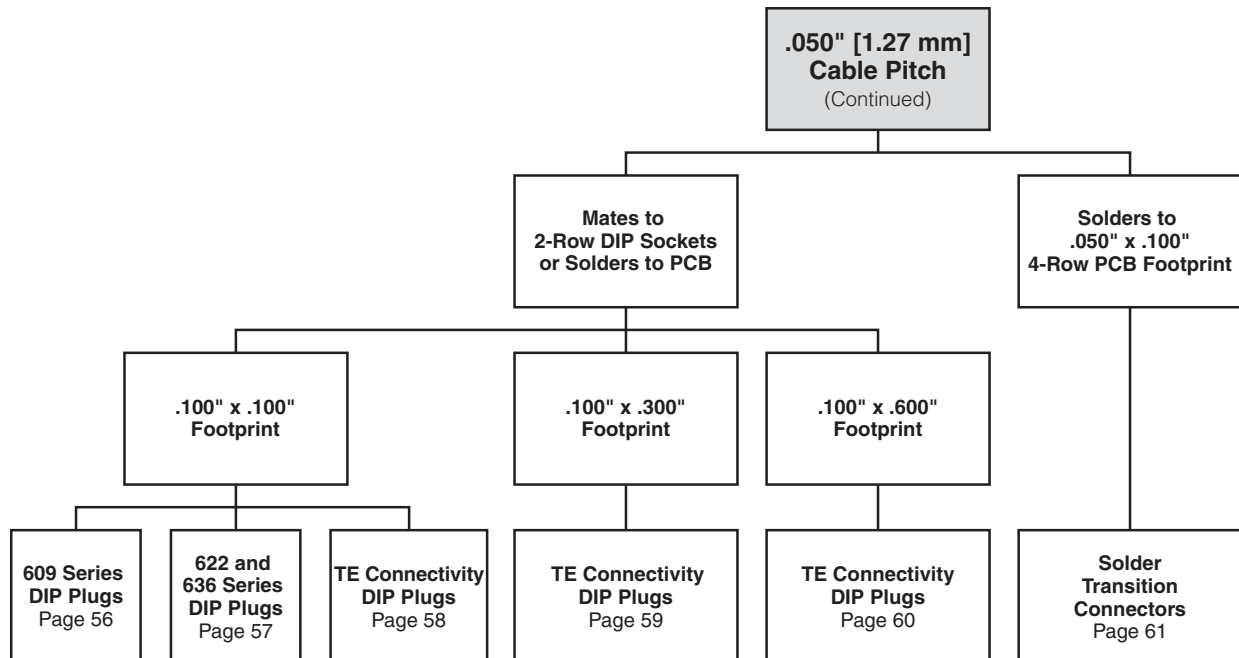 .050" [1.27 mm]
Cable Pitch
(Continued)
Mates to
2-Row DIP Sockets
or Solders to PCB
Solders to
.050" x .100"
4-Row PCB Footprint
.100" x .100"
Footprint
.100" x .300"
Footprint
.100" x .600"
Footprint
609 Series
DIP Plugs
Page 56
622 and
636 Series
DIP Plugs
Page 57
TE Connectivity
DIP Plugs
Page 58
TE Connectivity
DIP Plugs
Page 59
TE Connectivity
DIP Plugs
Page 60
Solder
Transition
Connectors
Page 61